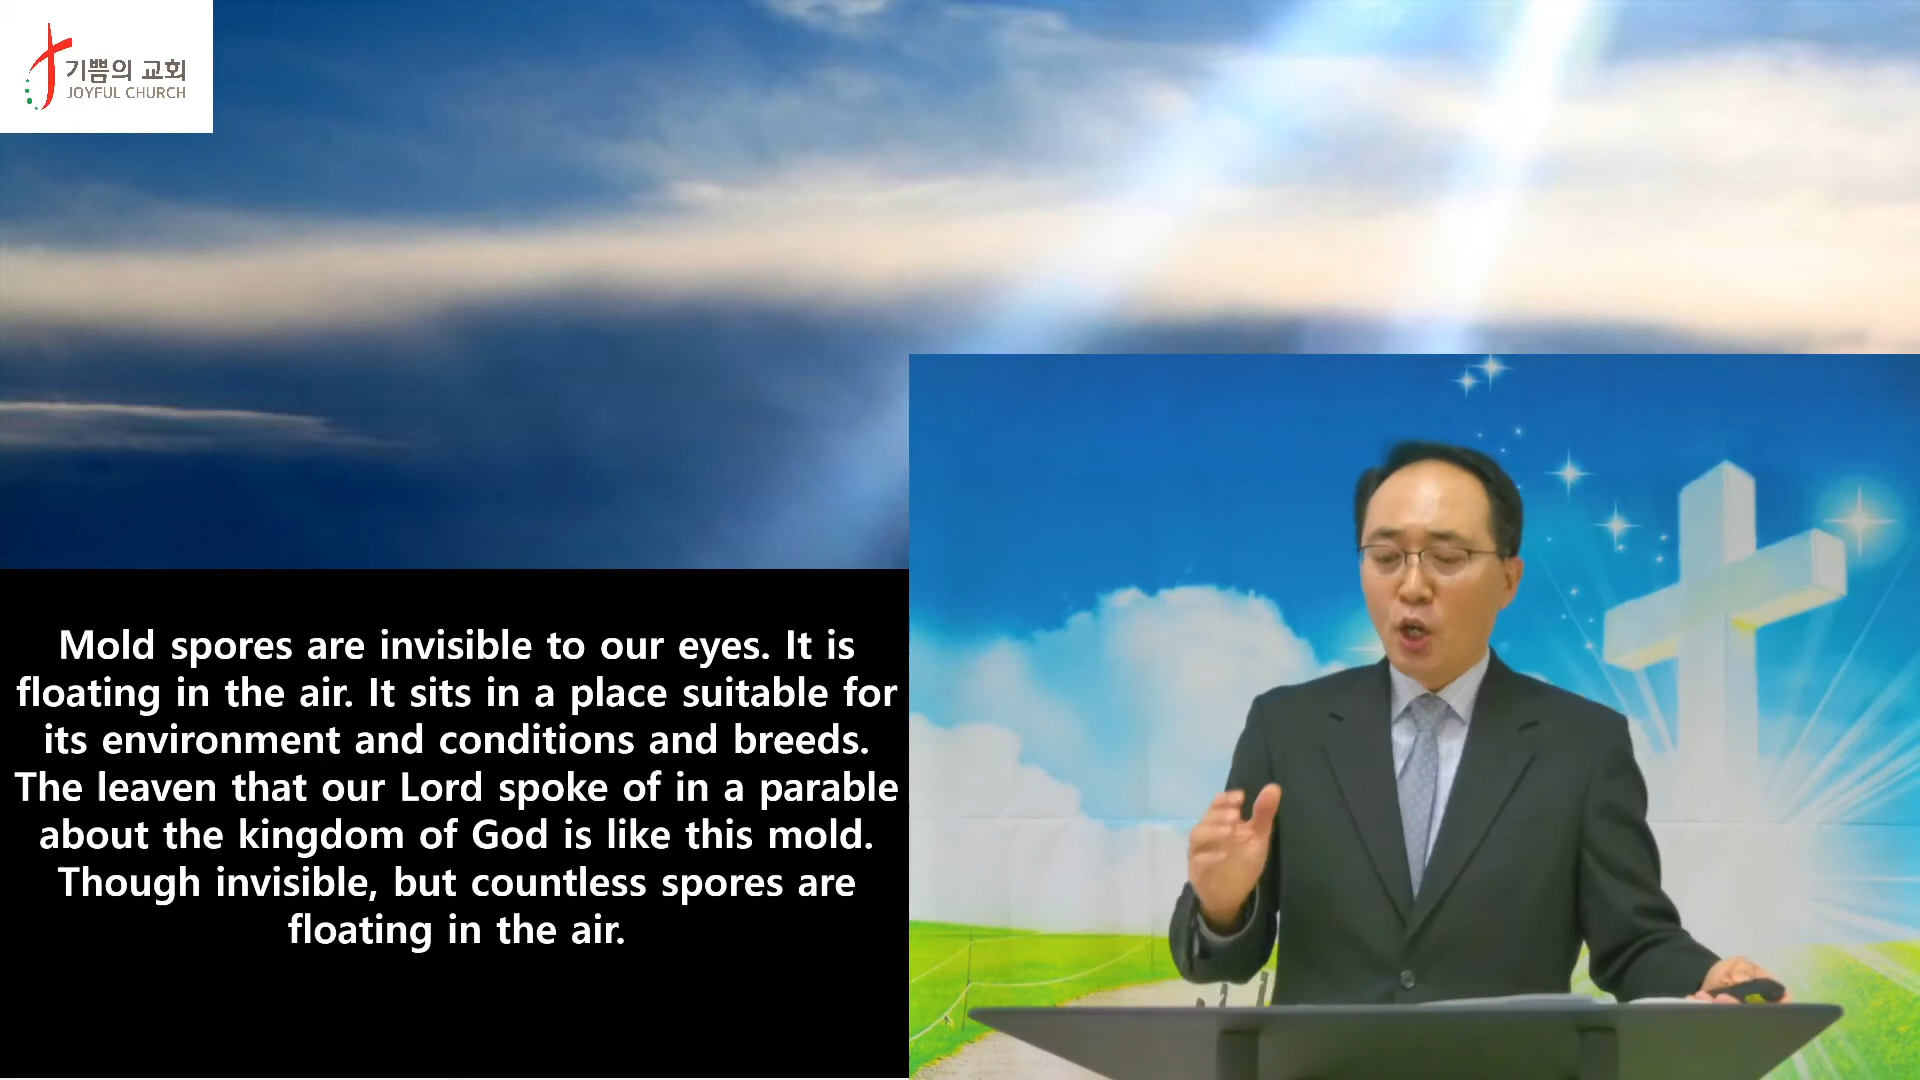 기쁨의 교회
JOYFUL CHURCH
Mold spores are invisible to our eyes. It is
floating in the air. It sits in a place suitable for
its environment and conditions and breeds.
The leaven that our Lord spoke of in a parable
about the kingdom of God is like this mold.
Though invisible, but countless spores are
floating in the air.